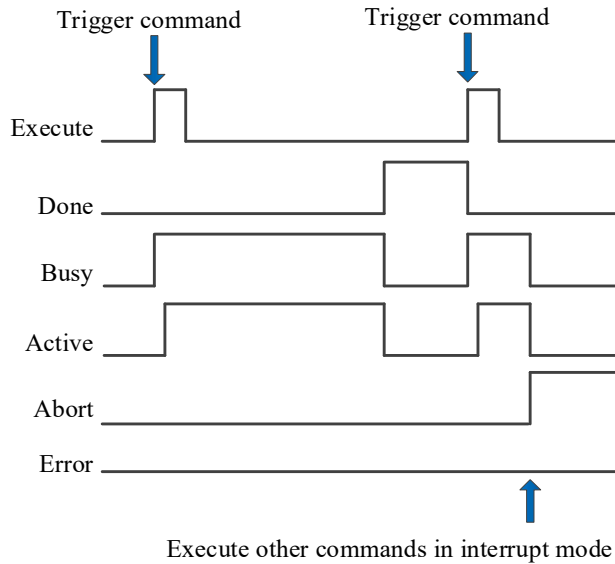 Trigger command
Trigger command
Execute
Done
Busy
Active
Abort
Error
Execute other commands in interrupt mode